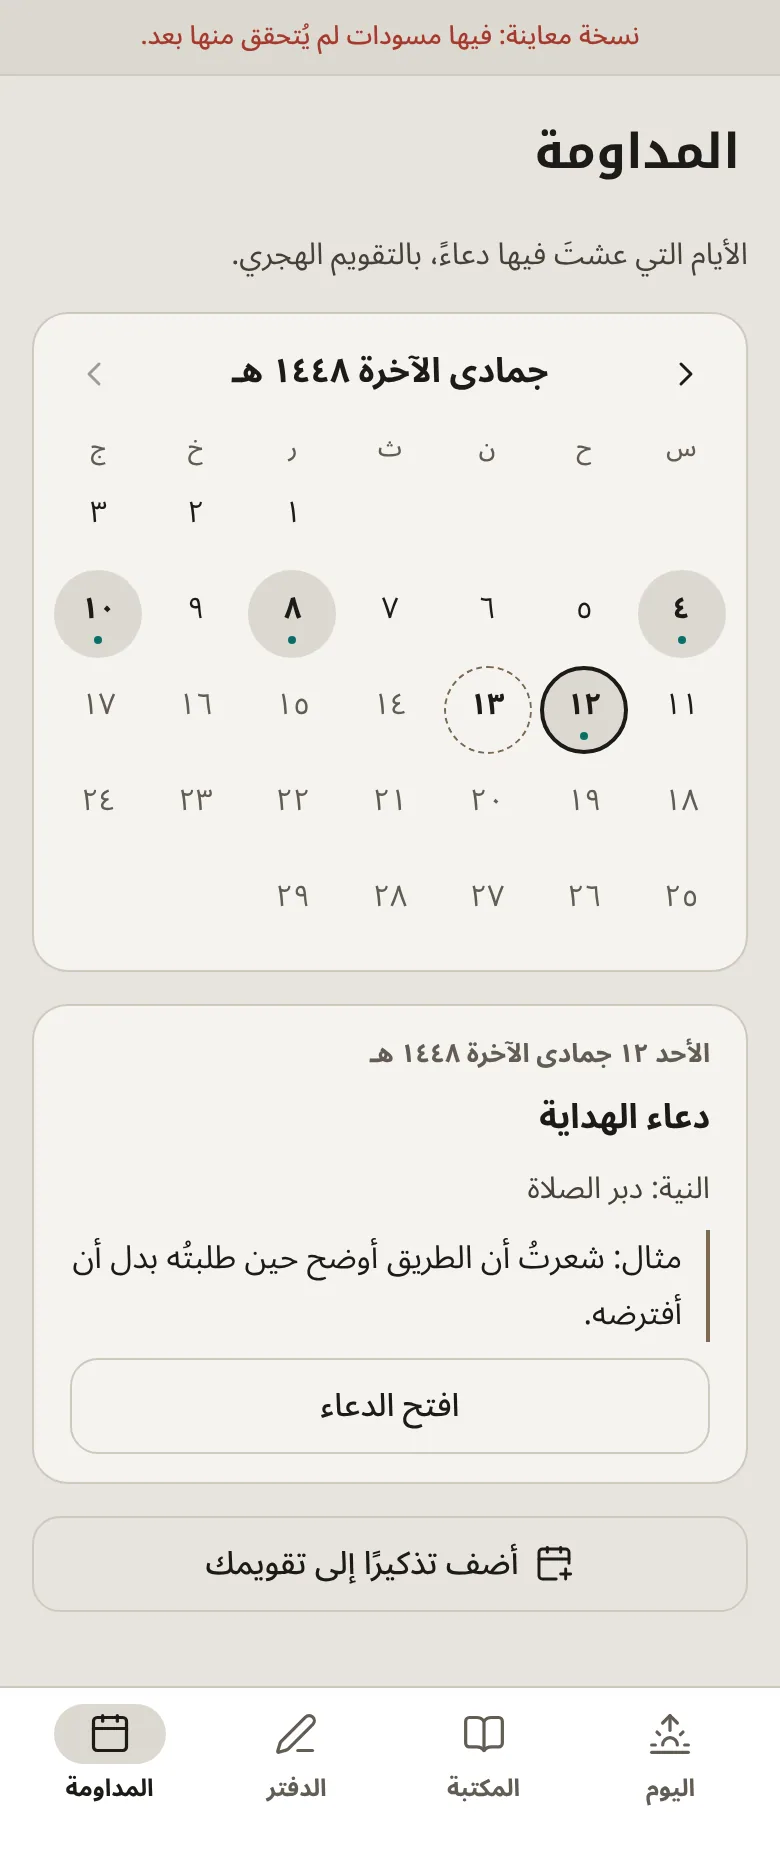 نسخة معاينة: فيها مسودات لم يُتحقق منها بعد.
المداومة
الأيام التي عشتَ فيها دعاءً، بالتقويم الهجري.
جمادى الآخرة ١٤٤٨ هـ
س ح ن ث ر خ ج
١ ٢ ٣
٤ ٥ ٦ ٧ ٨ ٩ ١٠
١١ ١٢ ١٣ ١٤ ١٥ ١٦ ١٧
١٨ ١٩ ٢٠ ٢١ ٢٢ ٢٣ ٢٤
٢٥ ٢٦ ٢٧ ٢٨ ٢٩
الأحد ١٢ جمادى الآخرة ١٤٤٨ هـ
دعاء الهداية
النية: دبر الصلاة
مثال: شعرتُ أن الطريق أوضح حين طلبتُه بدل أن
أفترضه.
افتح الدعاء
أضف تذكيرًا إلى تقويمك
اليوم المكتبة الدفتر المداومة